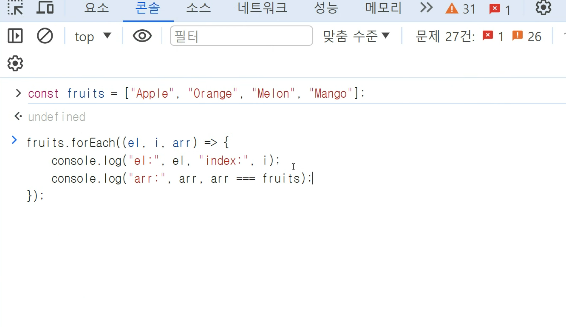 요소 콘솔 소스 네트워크 성능 메모리 31 1
top 필터 맞춤 수준 문제 27건: 1 26
const fruits = ["Apple", "Orange", "Melon", "Mango"];
undefined
fruits.forEach((el, i, arr) => {
console.log("el:", el, "index:", i);
console.log("arr:", arr, arr === fruits);
});